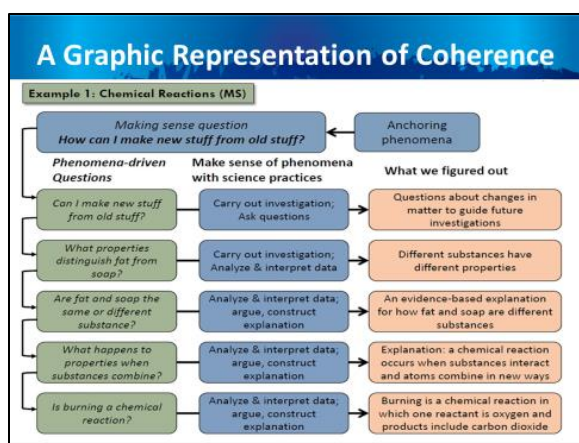 A Graphic Representation of Coherence
Example 1: Chemical Reactions (MS)
Making sense question
How can I make new stuff from old stuff?
Anchoring
phenomena
Phenomena-driven
Questions
Make sense of phenomena
with science practices
What we figured out
Can I make new stuff
from old stuff?
Carry out investigation;
Ask questions
Questions about changes in
matter to guide future
investigations
What properties
distinguish fat from
soap?
Carry out investigation;
Analyze & interpret data
Different substances have
different properties
Are fat and soap the
same or different
substance?
Analyze & interpret data;
argue, construct
explanation
An evidence-based explanation
for how fat and soap are different
substances
What happens to
properties when
substances combine?
Analyze & interpret data;
argue, construct
explanation
Explanation: a chemical reaction
occurs when substances interact
and atoms combine in new ways
Is burning a chemical
reaction?
Analyze & interpret data;
argue, construct
explanation
Burning is a chemical reaction in
which one reactant is oxygen and
products include carbon dioxide